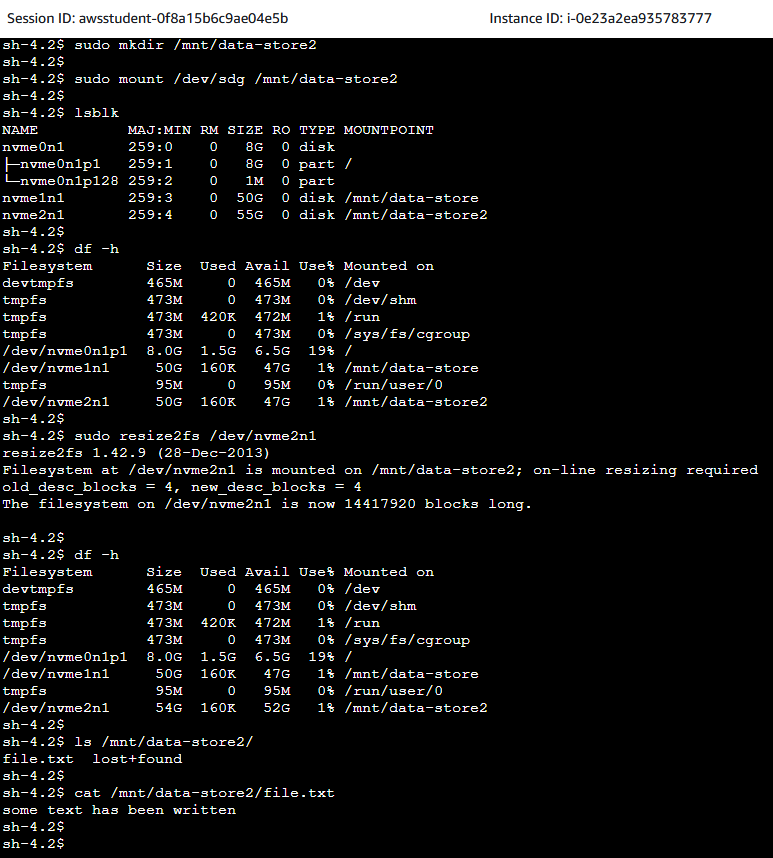 Session ID: awsstudent-0f8a15b6c9ae04e5b Instance ID: i-0e23a2ea935783777
sh-4.2$ sudo mkdir /mnt/data-store2
sh-4.2$
sh-4.2$ sudo mount /dev/sdg /mnt/data-store2
sh-4.2$
sh-4.2$ lsblk
NAME          MAJ:MIN RM SIZE RO TYPE MOUNTPOINT
nvme0n1       259:0    0   8G  0 disk
├─nvme0n1p1   259:1    0   8G  0 part /
└─nvme0n1p128 259:2    0   1M  0 part
nvme1n1       259:3    0  50G  0 disk /mnt/data-store
nvme2n1       259:4    0  55G  0 disk /mnt/data-store2
sh-4.2$
sh-4.2$ df -h
Filesystem      Size  Used Avail Use% Mounted on
devtmpfs        465M     0  465M   0% /dev
tmpfs           473M     0  473M   0% /dev/shm
tmpfs           473M  420K  472M   1% /run
tmpfs           473M     0  473M   0% /sys/fs/cgroup
/dev/nvme0n1p1  8.0G  1.5G  6.5G  19% /
/dev/nvme1n1     50G  160K   47G   1% /mnt/data-store
tmpfs            95M     0   95M   0% /run/user/0
/dev/nvme2n1     50G  160K   47G   1% /mnt/data-store2
sh-4.2$
sh-4.2$ sudo resize2fs /dev/nvme2n1
resize2fs 1.42.9 (28-Dec-2013)
Filesystem at /dev/nvme2n1 is mounted on /mnt/data-store2; on-line resizing required
old_desc_blocks = 4, new_desc_blocks = 4
The filesystem on /dev/nvme2n1 is now 14417920 blocks long.
sh-4.2$
sh-4.2$ df -h
Filesystem      Size  Used Avail Use% Mounted on
devtmpfs        465M     0  465M   0% /dev
tmpfs           473M     0  473M   0% /dev/shm
tmpfs           473M  420K  472M   1% /run
tmpfs           473M     0  473M   0% /sys/fs/cgroup
/dev/nvme0n1p1  8.0G  1.5G  6.5G  19% /
/dev/nvme1n1     50G  160K   47G   1% /mnt/data-store
tmpfs            95M     0   95M   0% /run/user/0
/dev/nvme2n1     54G  160K   52G   1% /mnt/data-store2
sh-4.2$
sh-4.2$ ls /mnt/data-store2/
file.txt  lost+found
sh-4.2$
sh-4.2$ cat /mnt/data-store2/file.txt
some text has been written
sh-4.2$
sh-4.2$